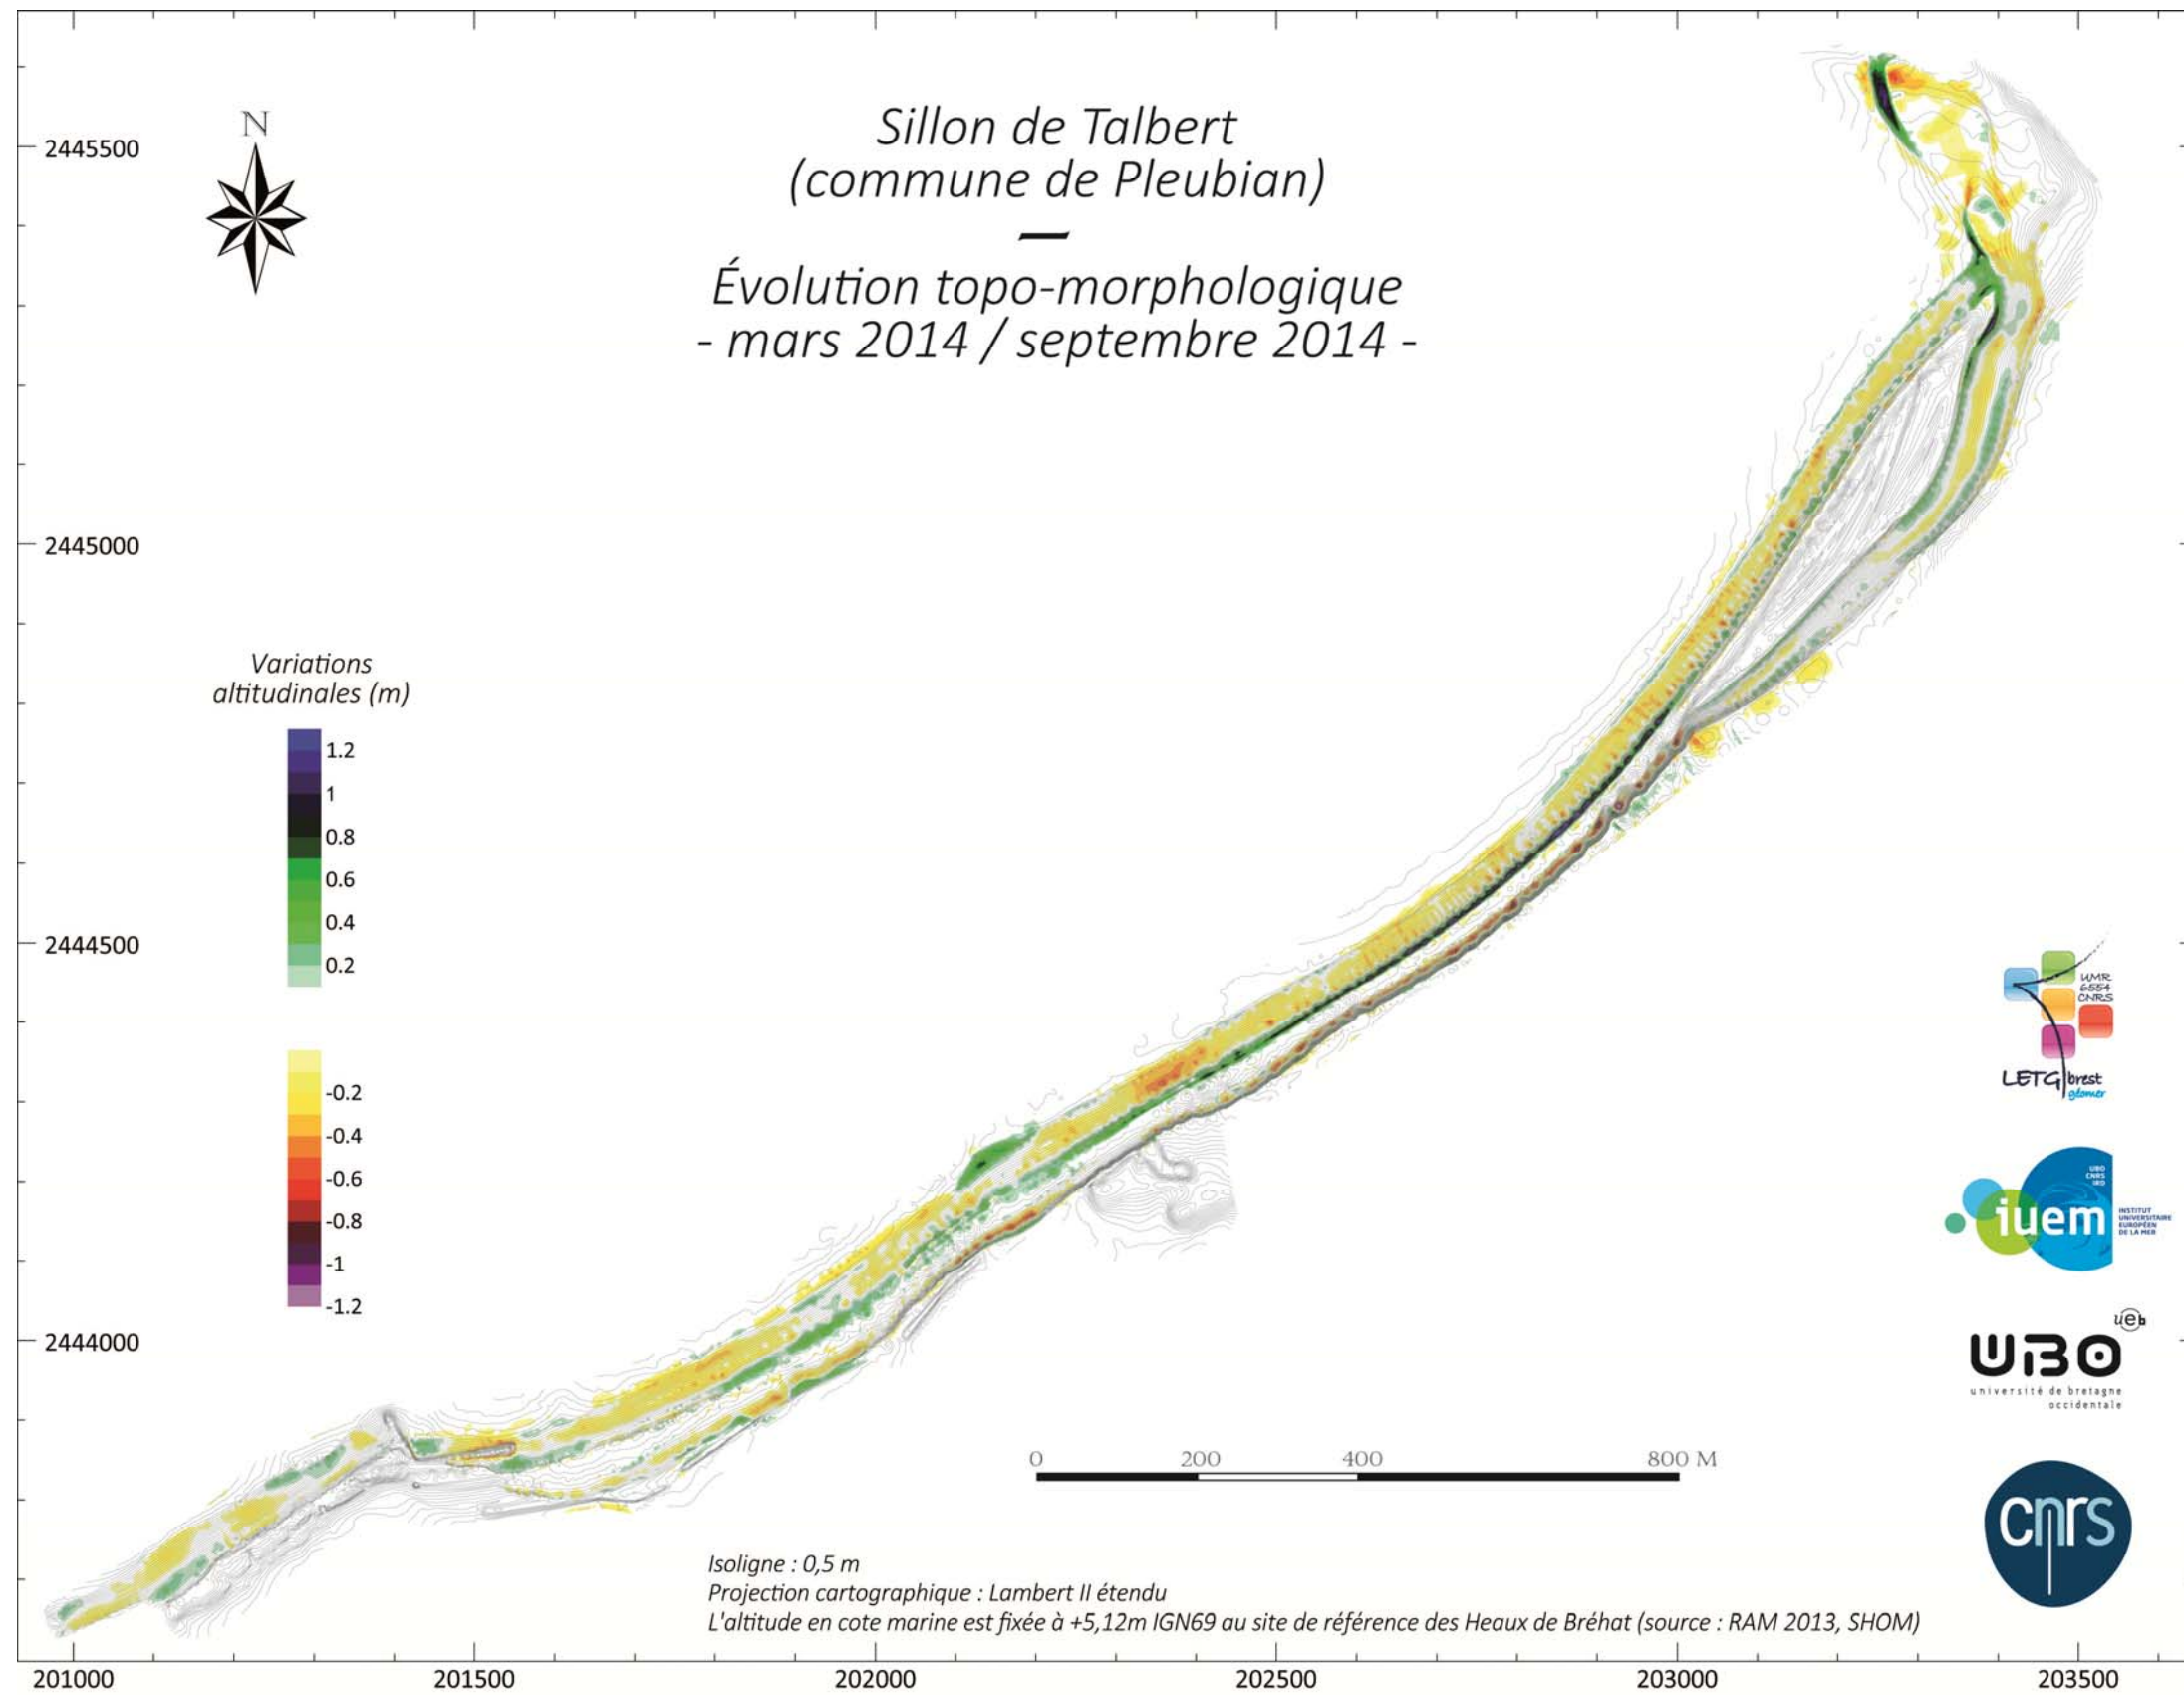 Sillon de Talbert
(commune de Pleubian)
Évolution topo-morphologique
- mars 2014 / septembre 2014 -
N
2445500
2445000
2444500
2444000
Variations
altitudinales (m)
1.2
1
0.8
0.6
0.4
0.2
-0.2
-0.4
-0.6
-0.8
-1
-1.2
UMR
6554
CNRS
LETG brest
géomer
UBO
CNRS
IRD
iuem
INSTITUT
UNIVERSITAIRE
EUROPÉEN
DE LA MER
ueb
UBO
université de bretagne
occidentale
cnrs
0 200 400 800 M
Isoligne : 0,5 m
Projection cartographique : Lambert II étendu
L'altitude en cote marine est fixée à +5,12m IGN69 au site de référence des Heaux de Bréhat (source : RAM 2013, SHOM)
201000 201500 202000 202500 203000 203500